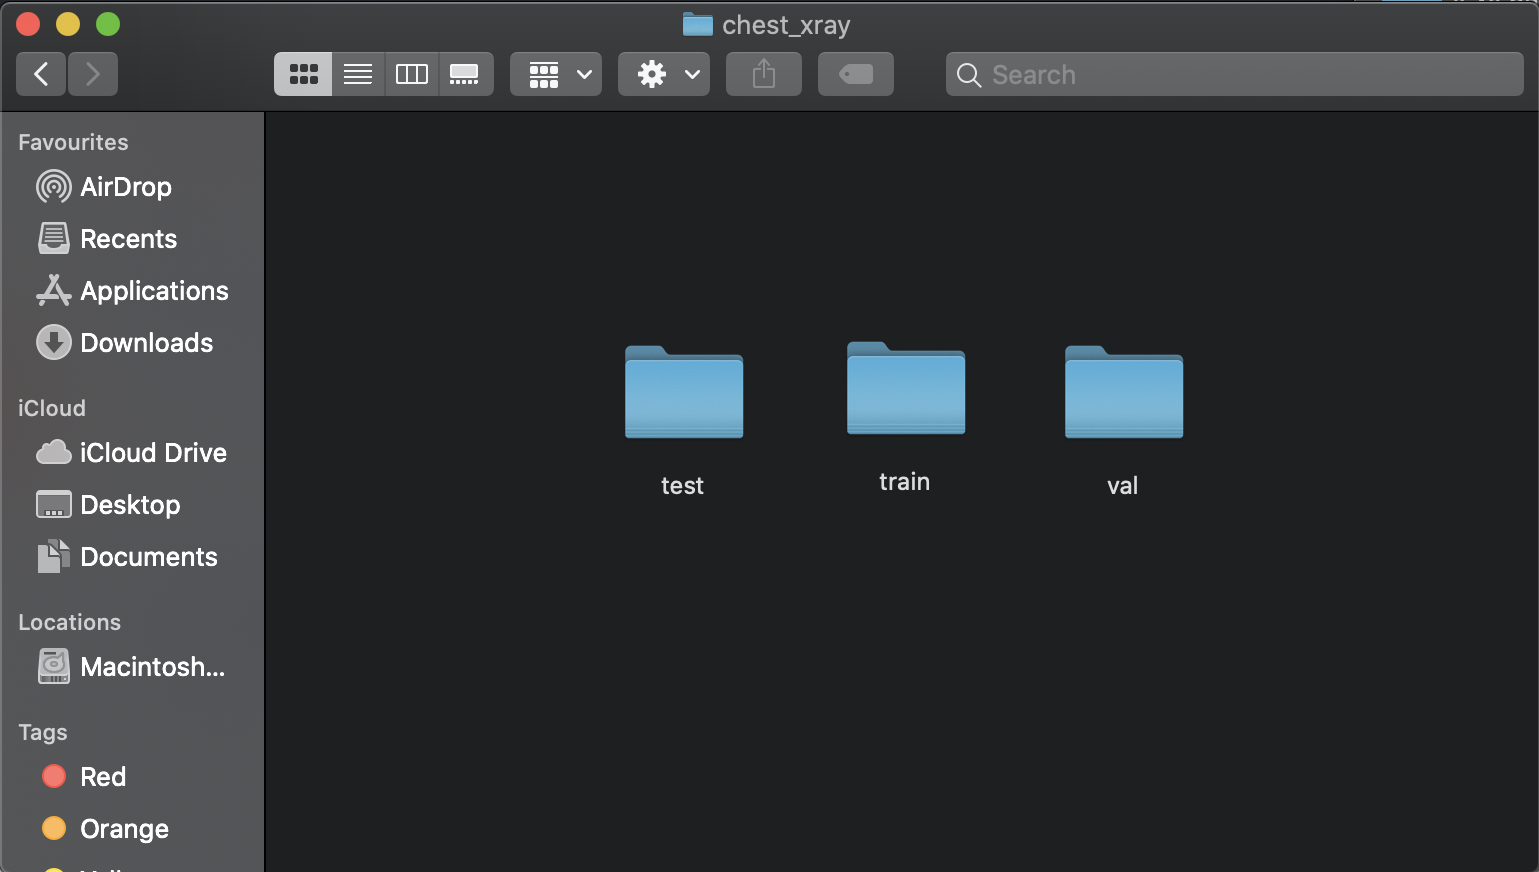 chest_xray
Search
Favourites
AirDrop
Recents
Applications
Downloads
iCloud
iCloud Drive
Desktop
Documents
Locations
Macintosh...
Tags
Red
Orange
test
train
val